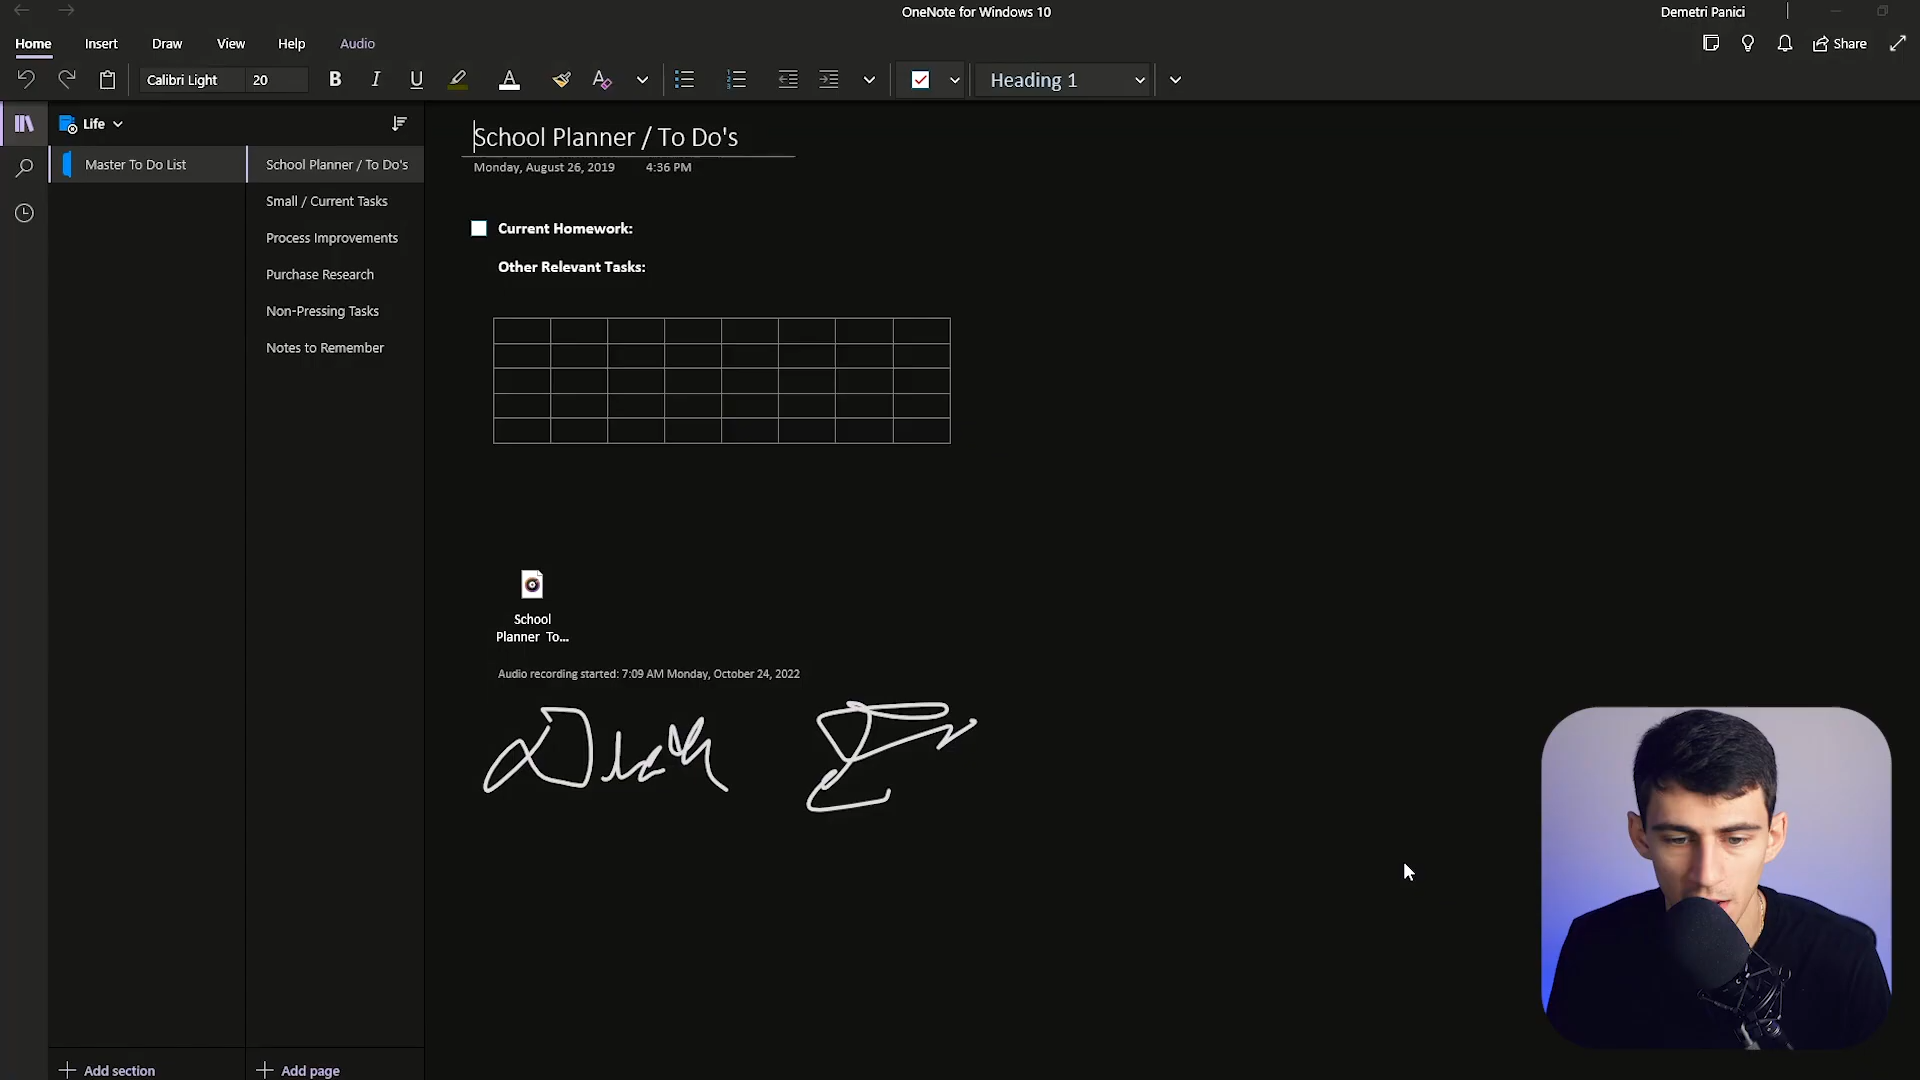 OneNote for Windows 10
Demetri Panici
Home Insert Draw View Help Audio
Share
Calibri Light 20 B I U A A Heading 1
Life
Master To Do List
School Planner / To Do's
Small / Current Tasks
Process Improvements
Purchase Research
Non-Pressing Tasks
Notes to Remember
School Planner / To Do's
Monday, August 26, 2019 4:36 PM
Current Homework:
Other Relevant Tasks:
School
Planner To...
Audio recording started: 7:09 AM Monday, October 24, 2022
Add section
Add page